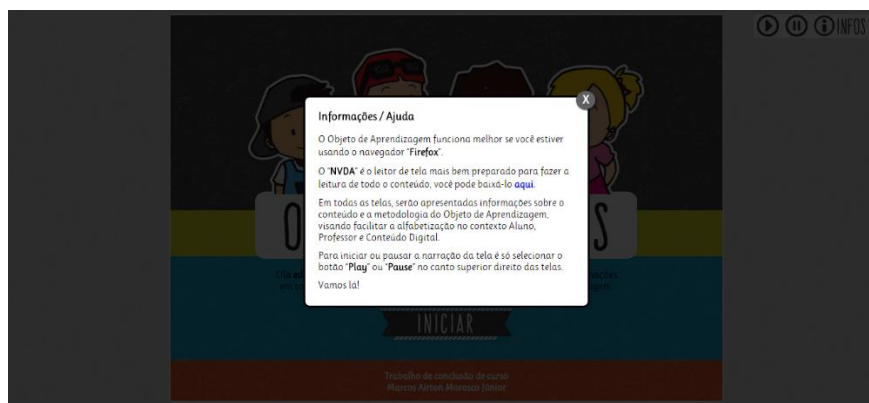 INFOS
X
Informações / Ajuda
O Objeto de Aprendizagem funciona melhor se você estiver
usando o navegador "Firefox".
O "NVDA" é o leitor de tela mais bem preparado para fazer a
leitura de todo o conteúdo, você pode baixá-lo aqui.
Em todas as telas, serão apresentadas informações sobre o
conteúdo e a metodologia do Objeto de Aprendizagem,
visando facilitar a alfabetização no contexto Aluno,
Professor e Conteúdo Digital.
Para iniciar ou pausar a narração da tela é só selecionar o
botão "Play" ou "Pause" no canto superior direito das telas.
Vamos lá!
INICIAR
Trabalho de conclusão de curso